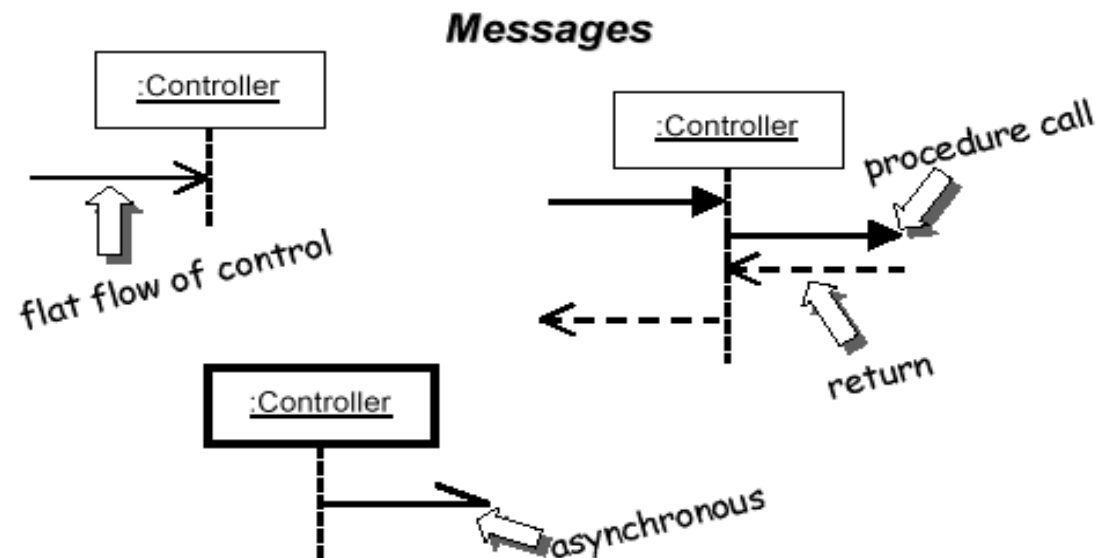 Messages
:Controller
:Controller
procedure call
flat flow of control
return
:Controller
asynchronous